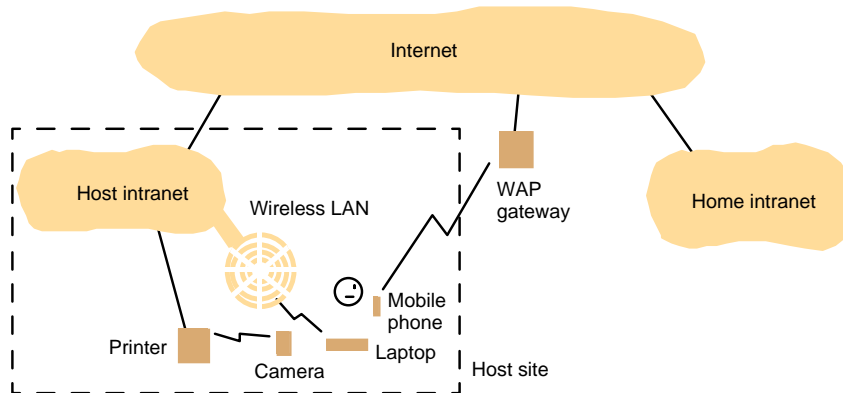 Internet
Host intranet
Wireless LAN
WAP
gateway
Home intranet
Mobile
phone
Printer
Camera
Laptop
Host site